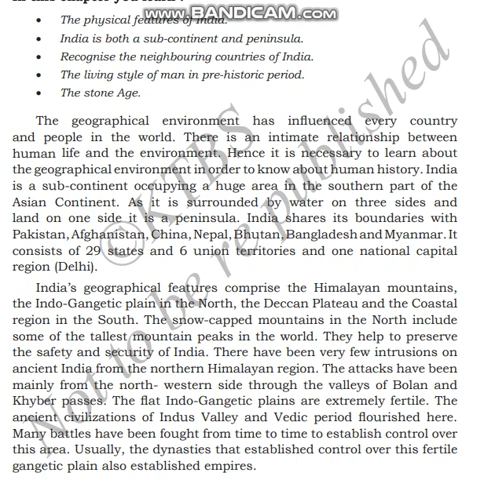 In this chapter you learn :
www.BANDICAM.com
• The physical features of India.
• India is both a sub-continent and peninsula.
• Recognise the neighbouring countries of India.
• The living style of man in pre-historic period.
• The stone Age.
The geographical environment has influenced every country
and people in the world. There is an intimate relationship between
human life and the environment. Hence it is necessary to learn about
the geographical environment in order to know about human history. India
is a sub-continent occupying a huge area in the southern part of the
Asian Continent. As it is surrounded by water on three sides and
land on one side it is a peninsula. India shares its boundaries with
Pakistan, Afghanistan, China, Nepal, Bhutan, Bangladesh and Myanmar. It
consists of 29 states and 6 union territories and one national capital
region (Delhi).
India's geographical features comprise the Himalayan mountains,
the Indo-Gangetic plain in the North, the Deccan Plateau and the Coastal
region in the South. The snow-capped mountains in the North include
some of the tallest mountain peaks in the world. They help to preserve
the safety and security of India. There have been very few intrusions on
ancient India from the northern Himalayan region. The attacks have been
mainly from the north- western side through the valleys of Bolan and
Khyber passes. The flat Indo-Gangetic plains are extremely fertile. The
ancient civilizations of Indus Valley and Vedic period flourished here.
Many battles have been fought from time to time to establish control over
this area. Usually, the dynasties that established control over this fertile
gangetic plain also established empires.
©KTBS
Not to be republished